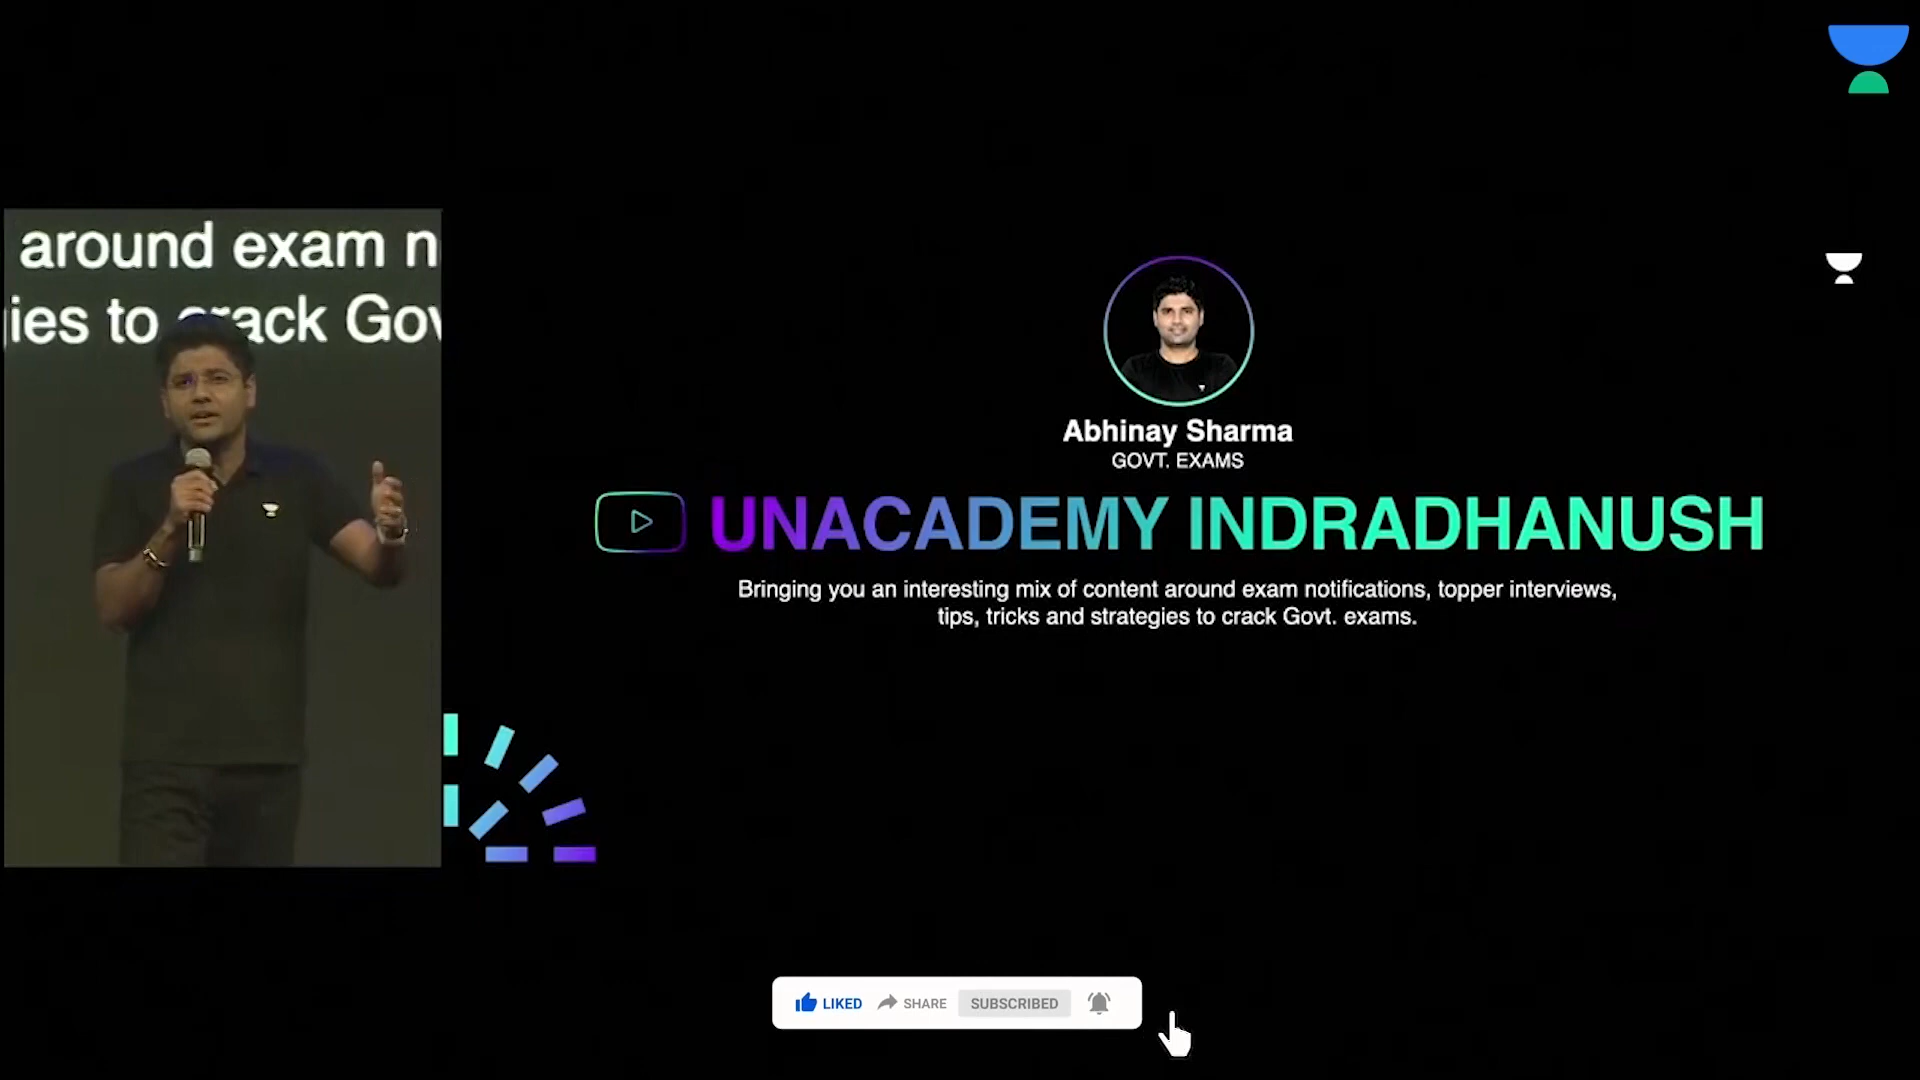 around exam n
ies to crack Gov
Abhinay Sharma
GOVT. EXAMS
UNACADEMY INDRADHANUSH
Bringing you an interesting mix of content around exam notifications, topper interviews,
tips, tricks and strategies to crack Govt. exams.
LIKED SHARE SUBSCRIBED